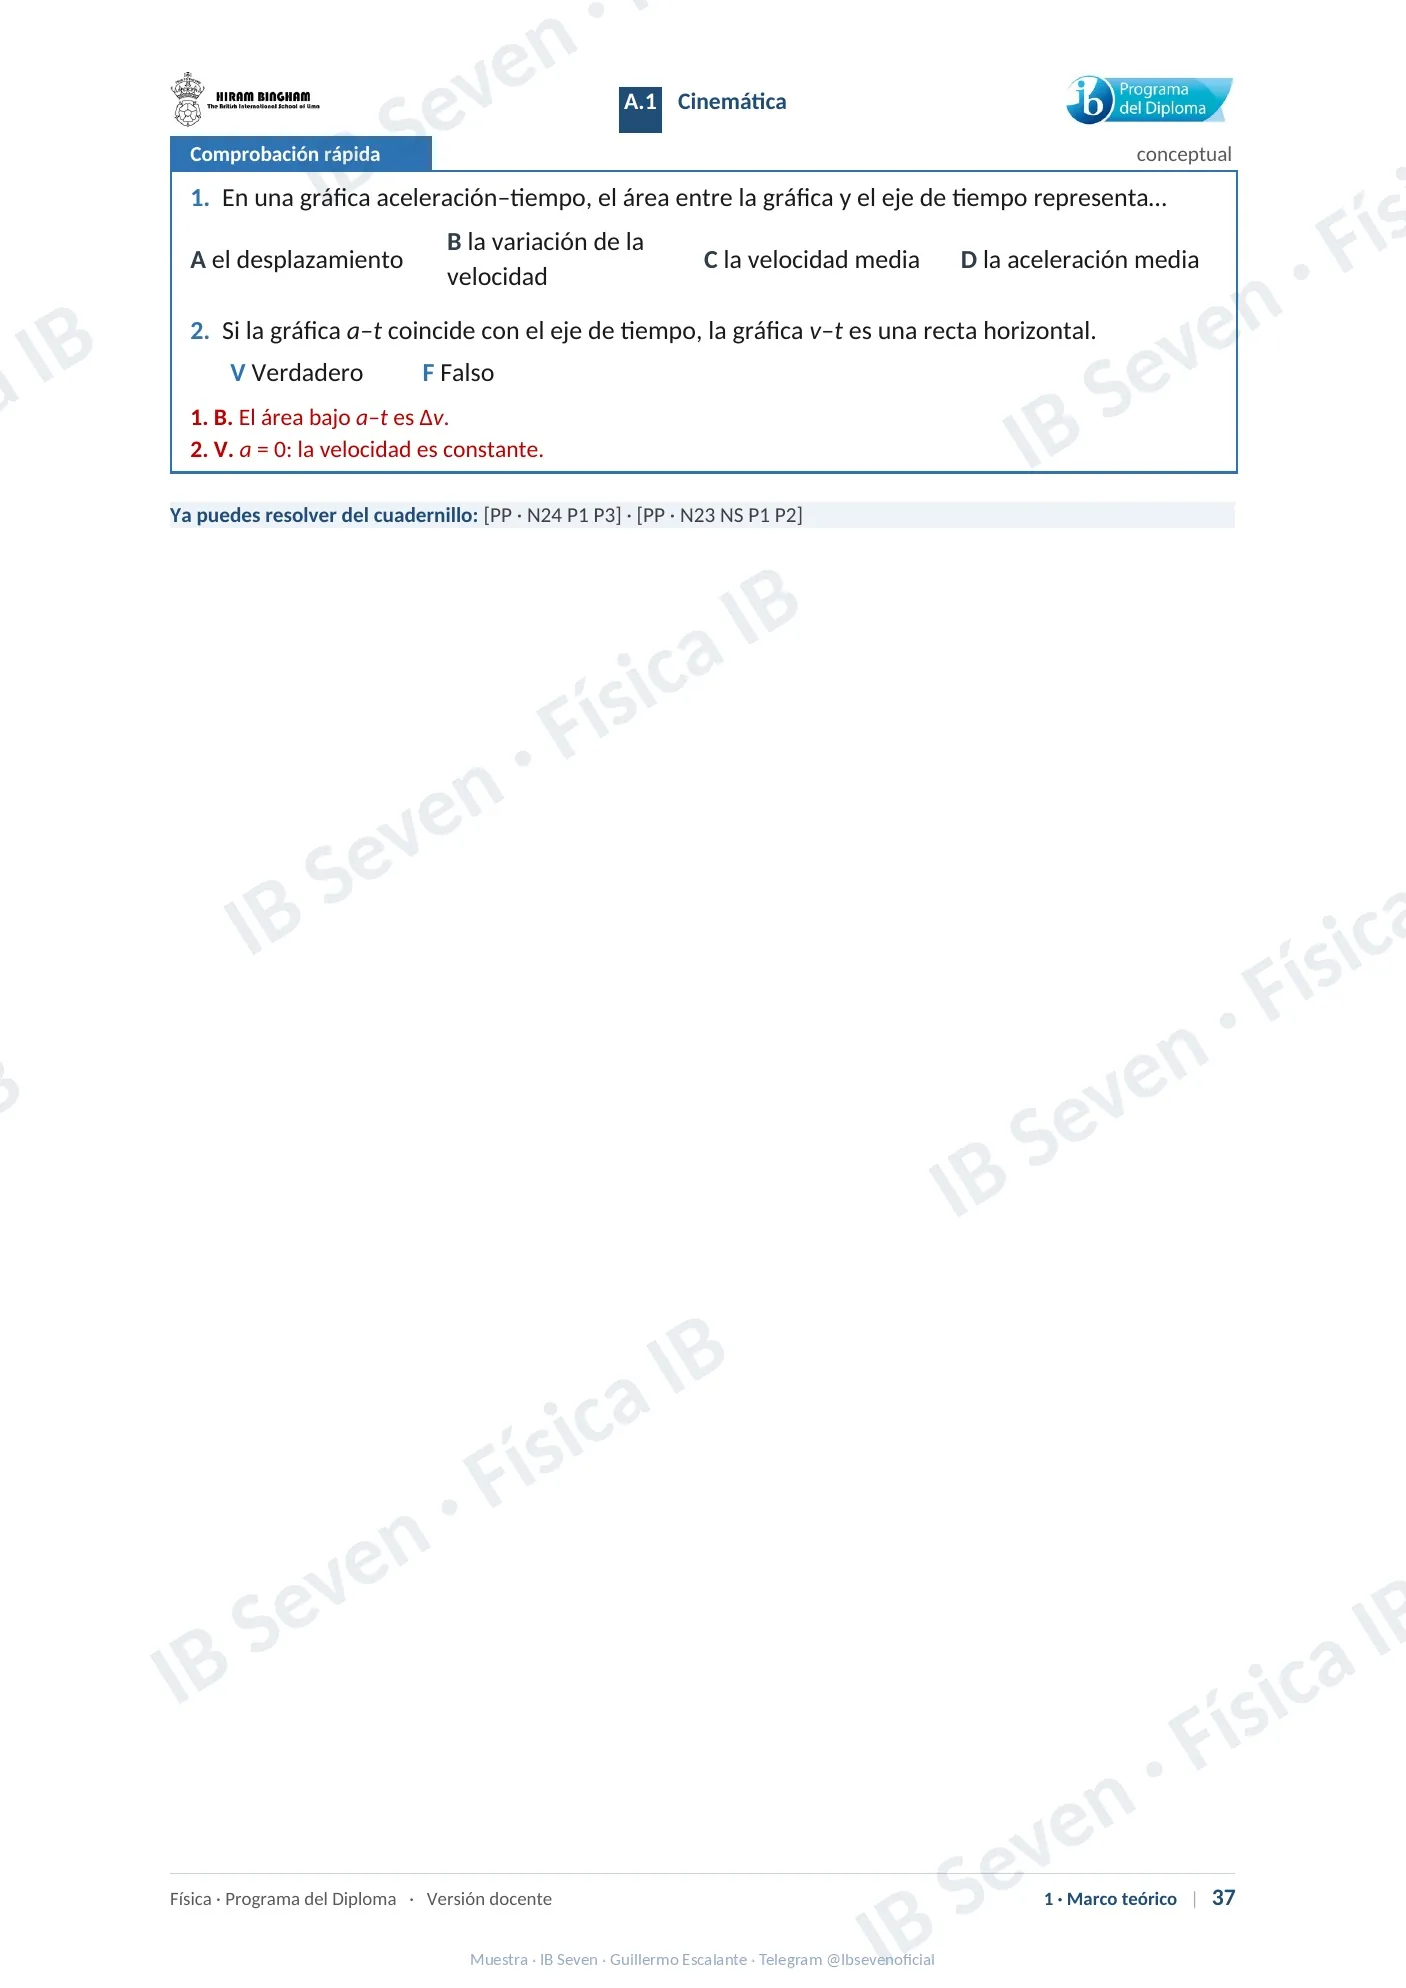 HIRAM BINGHAM
The British International School of Lima
A.1 Cinemática
Programa
del Diploma
Comprobación rápida
conceptual
1. En una gráfica aceleración–tiempo, el área entre la gráfica y el eje de tiempo representa…
A el desplazamiento
B la variación de la
velocidad
C la velocidad media
D la aceleración media
2. Si la gráfica a–t coincide con el eje de tiempo, la gráfica v–t es una recta horizontal.
V Verdadero F Falso
1. B. El área bajo a–t es Δv.
2. V. a = 0: la velocidad es constante.
Ya puedes resolver del cuadernillo: [PP · N24 P1 P3] · [PP · N23 NS P1 P2]
IB Seven · Física IB
IB Seven · Física
IB Seven · Física IB
IB Seven · Física IB
Física · Programa del Diploma · Versión docente
1 · Marco teórico | 37
Muestra · IB Seven · Guillermo Escalante · Telegram @Ibsevenoficial